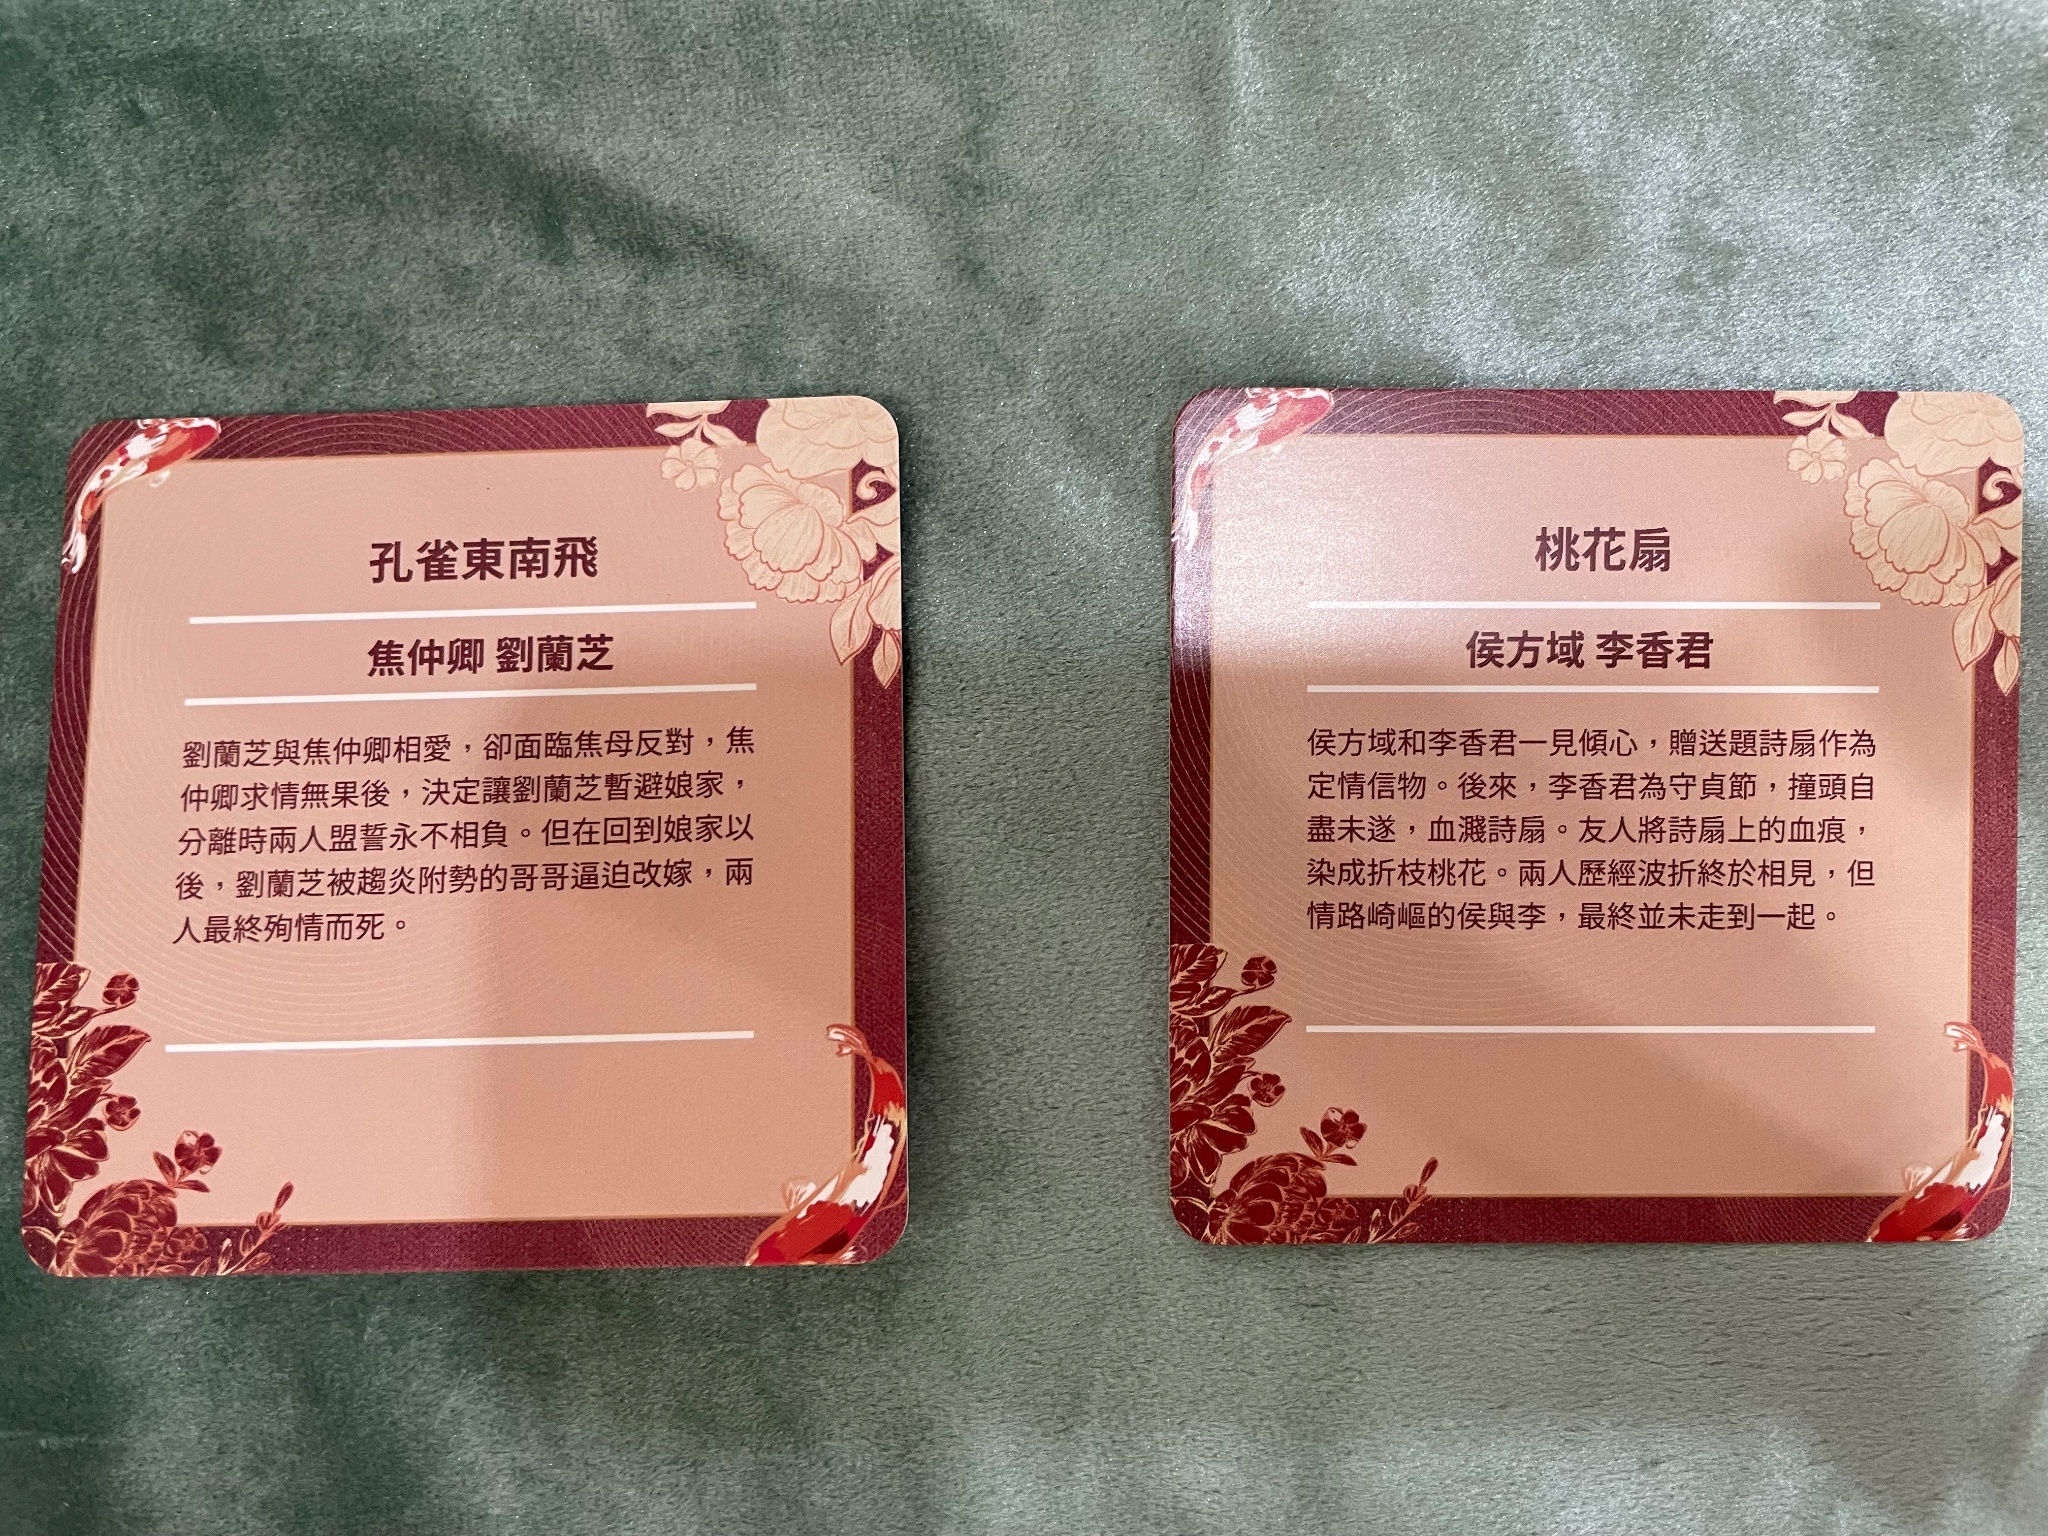 孔雀東南飛
焦仲卿 劉蘭芝
劉蘭芝與焦仲卿相愛，卻面臨焦母反對，焦
仲卿求情無果後，決定讓劉蘭芝暫避娘家，
分離時兩人盟誓永不相負。但在回到娘家以
後，劉蘭芝被趨炎附勢的哥哥逼迫改嫁，兩
人最終殉情而死。
桃花扇
侯方域 李香君
侯方域和李香君一見傾心，贈送題詩扇作為
定情信物。後來，李香君為守貞節，撞頭自
盡未遂，血濺詩扇。友人將詩扇上的血痕，
染成折枝桃花。兩人歷經波折終於相見，但
情路崎嶇的侯與李，最終並未走到一起。